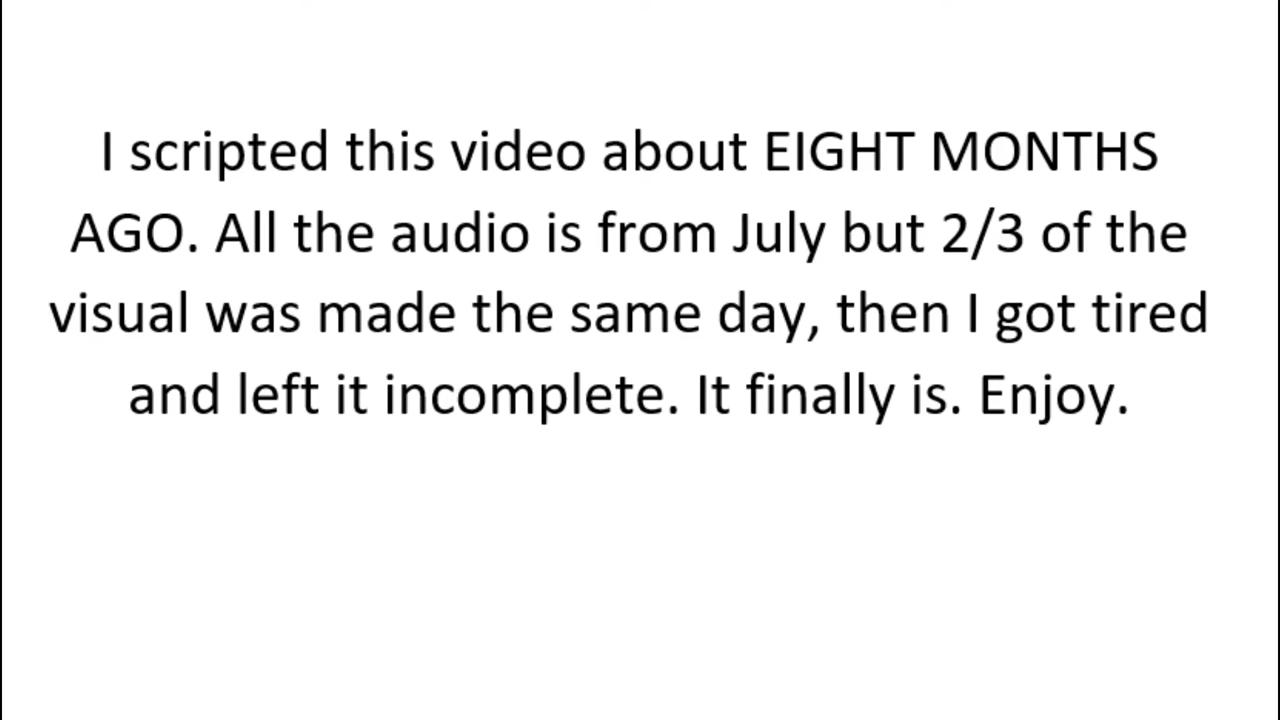 I scripted this video about EIGHT MONTHS
AGO. All the audio is from July but 2/3 of the
visual was made the same day, then I got tired
and left it incomplete. It finally is. Enjoy.